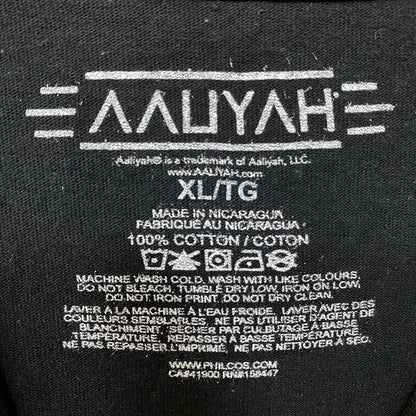 AALIYAH
Aaliyah® is a trademark of Aaliyah, LLC.
www.AALIYAH.com
XL/TG
MADE IN NICARAGUA
FABRIQUÉ AU NICARAGUA
100% COTTON / COTON
MACHINE WASH COLD, WASH WITH LIKE COLOURS,
DO NOT BLEACH, TUMBLE DRY LOW, IRON ON LOW,
DO NOT IRON PRINT, DO NOT DRY CLEAN.
LAVER À LA MACHINE À L'EAU FROIDE, LAVER AVEC DES
COULEURS SEMBLABLES, NE PAS UTILISER D'AGENT DE
BLANCHIMENT, SÉCHER PAR CULBUTAGE À BASSE
TEMPÉRATURE, REPASSER À BASSE TEMPÉRATURE,
NE PAS REPASSER L'IMPRIMÉ, NE PAS NETTOYER À SEC.
WWW.PHILCOS.COM
CA#41900 RN#158447